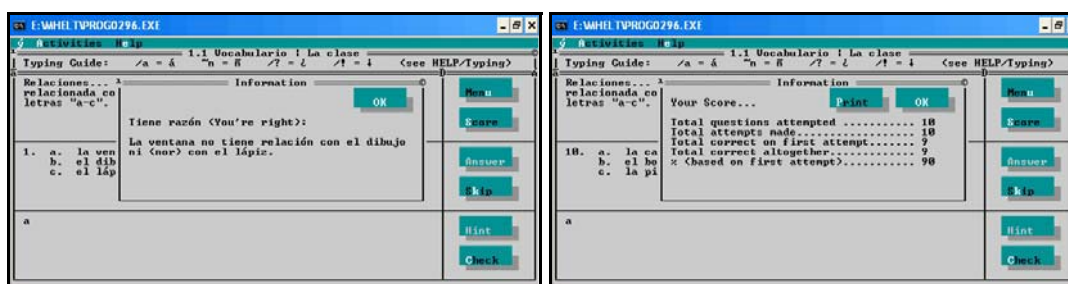 E:\WHELTVPROG0296.EXE
Activities Help
1.1 Vocabulario : La clase
Typing Guide: /a = á ~n = ñ /? = ¿ /! = ¡ (see HELP/Typing)
Relaciones...
relacionada co
letras "a-c".
Information
OK
Tiene razón (You're right):
La ventana no tiene relación con el dibujo
ni (nor) con el lápiz.
1. a. la ven
b. el dib
c. el láp
a
Menu
Score
Answer
Skip
Hint
Check
E:\WHELTVPROG0296.EXE
Activities Help
1.1 Vocabulario : La clase
Typing Guide: /a = á ~n = ñ /? = ¿ /! = ¡ (see HELP/Typing)
Relaciones...
relacionada co
letras "a-c".
Information
Your Score...
Print
OK
Total questions attempted ........... 10
Total attempts made.................. 10
Total correct on first attempt....... 9
Total correct altogether............. 9
% (based on first attempt)........... 90
10. a. la ca
b. el bo
c. la pi
a
Menu
Score
Answer
Skip
Hint
Check